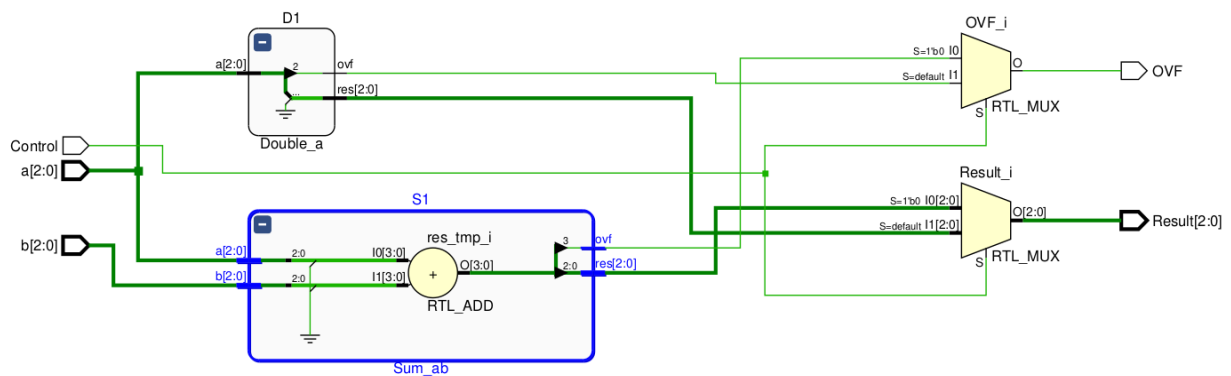 D1
a[2:0]
2
ovf
...
res[2:0]
Double_a
OVF_i
S=1'b0 I0
S=default I1
O
S
RTL_MUX
OVF
Control
a[2:0]
b[2:0]
S1
a[2:0]
2:0
I0[3:0]
b[2:0]
2:0
I1[3:0]
res_tmp_i
+
O[3:0]
RTL_ADD
3
ovf
2:0
res[2:0]
Sum_ab
Result_i
S=1'b0 I0[2:0]
S=default I1[2:0]
O[2:0]
S
RTL_MUX
Result[2:0]